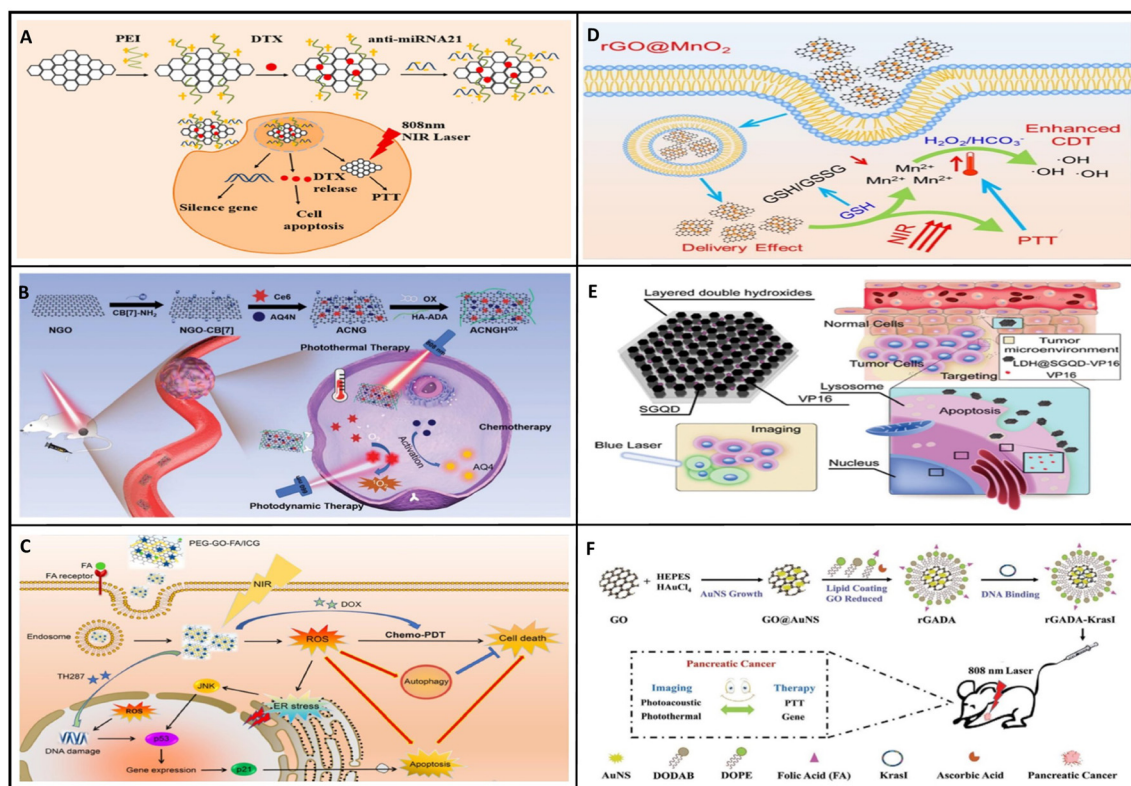 A
PEI
DTX
anti-miRNA21
808nm
NIR Laser
DTX
release
Silence gene
PTT
Cell
apoptosis
B
NGO
CB[7]-NH2
NGO-CB[7]
Ce6
AQ4N
ACNG
OX
HA-ADA
ACNGHOX
Photothermal Therapy
Chemotherapy
Activation
AQ4
Photodynamic Therapy
C
PEG-GO-FA/ICG
FA
FA receptor
NIR
DOX
Endosome
ROS
Chemo-PDT
Cell death
TH287
Autophagy
JNK
ER stress
ROS
DNA damage
p53
Gene expression
p21
Apoptosis
D
rGO@MnO2
Enhanced
CDT
H2O2/HCO3-
Mn2+
Mn2+ Mn2+
·OH
·OH ·OH
GSH/GSSG
GSH
Delivery Effect
NIR
PTT
E
Layered double hydroxides
Normal Cells
Tumor Cells
Tumor
microenvironment
LDH@SGQD-VP16
VP16
Targeting
VP16
SGQD
Lysosome
Apoptosis
Imaging
Blue Laser
Nucleus
F
GO
+ HEPES
HAuCl4
AuNS Growth
GO@AuNS
Lipid Coating
GO Reduced
rGADA
DNA Binding
rGADA-KrasI
808 nm Laser
Pancreatic Cancer
Imaging
Therapy
Photoacoustic
PTT
Photothermal
Gene
AuNS
DODAB
DOPE
Folic Acid (FA)
KrasI
Ascorbic Acid
Pancreatic Cancer